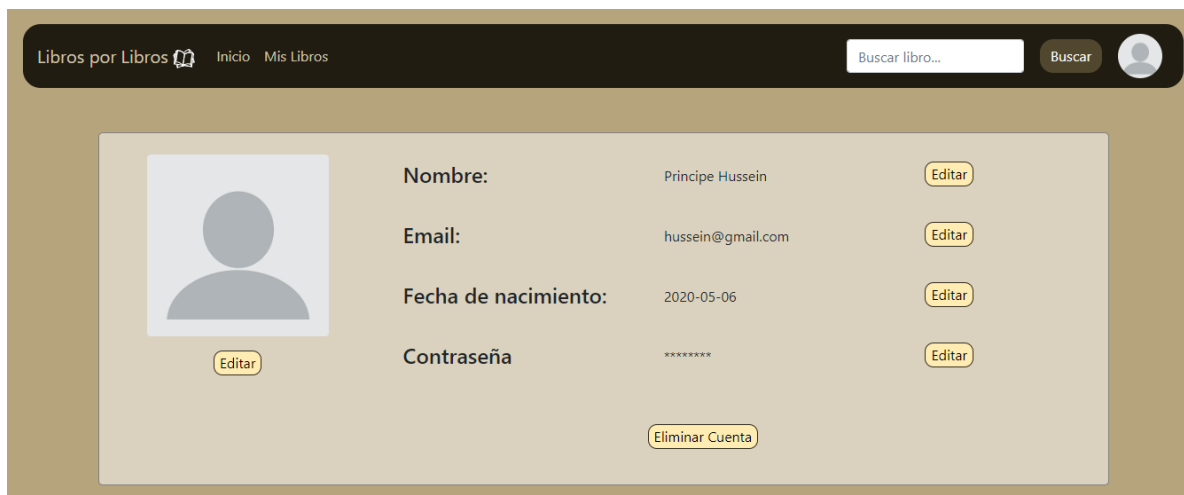 Libros por Libros Inicio Mis Libros Buscar libro... Buscar
Nombre: Principe Hussein Editar
Email: hussein@gmail.com Editar
Fecha de nacimiento: 2020-05-06 Editar
Contraseña ******** Editar
Editar
Eliminar Cuenta